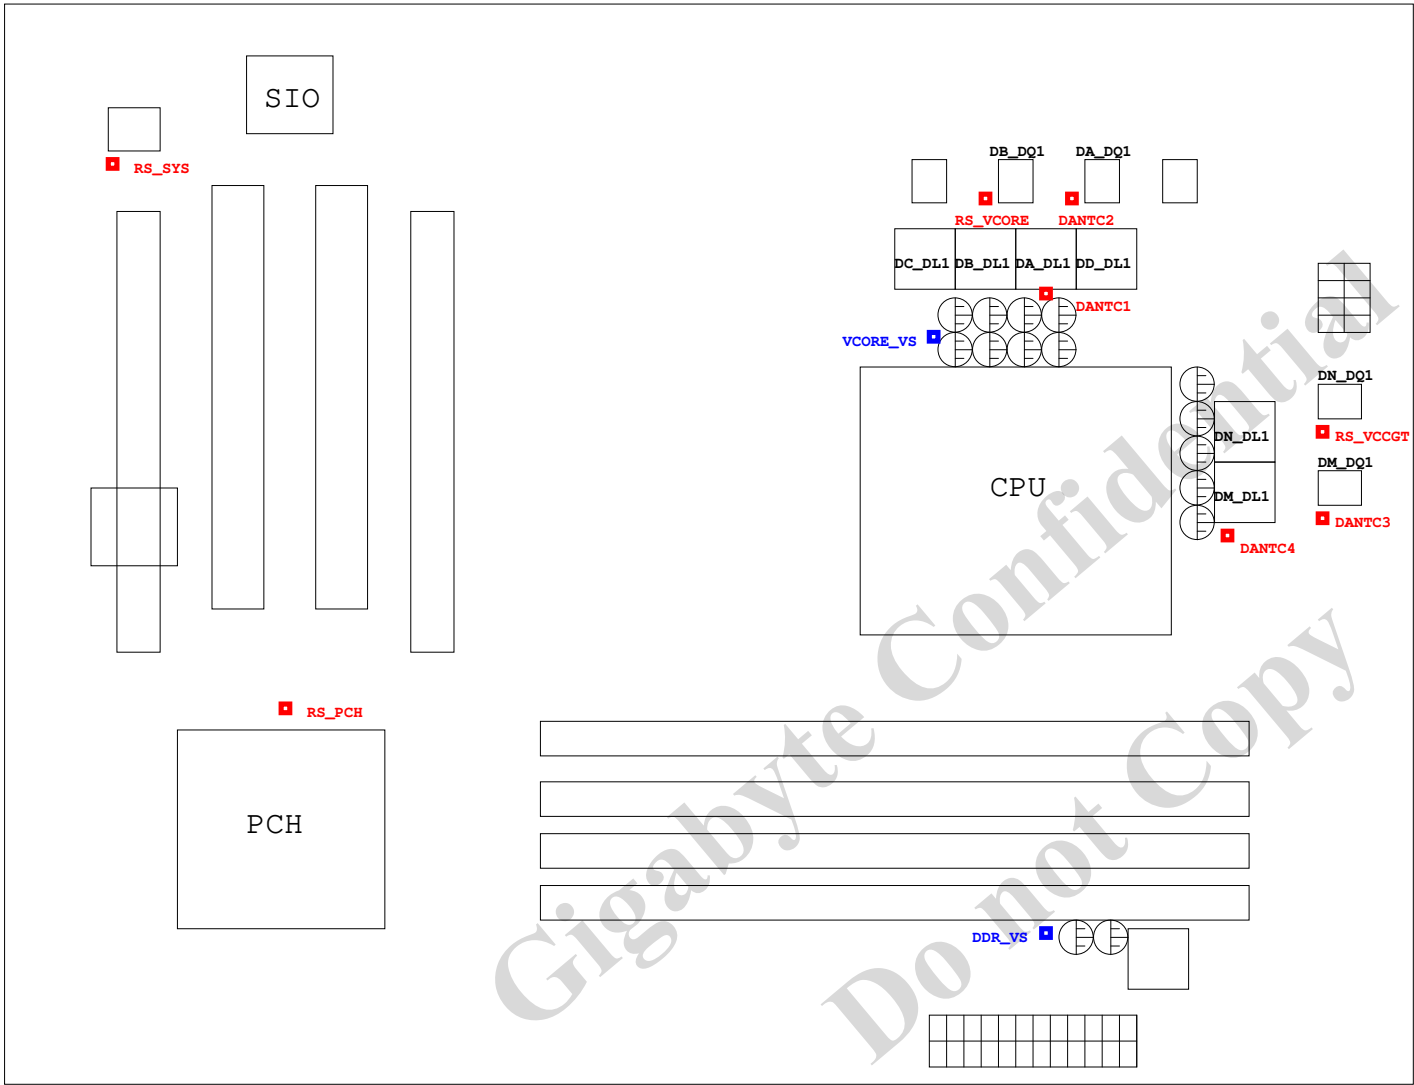 SIO
RS_SYS
DB_DQ1
DA_DQ1
RS_VCORE
DANTC2
DC_DL1
DB_DL1
DA_DL1
DD_DL1
DANTC1
VCORE_VS
DN_DQ1
RS_VCCGT
DN_DL1
DM_DQ1
CPU
DM_DL1
DANTC3
DANTC4
RS_PCH
PCH
DDR_VS
Gigabyte Confidential
Do not Copy